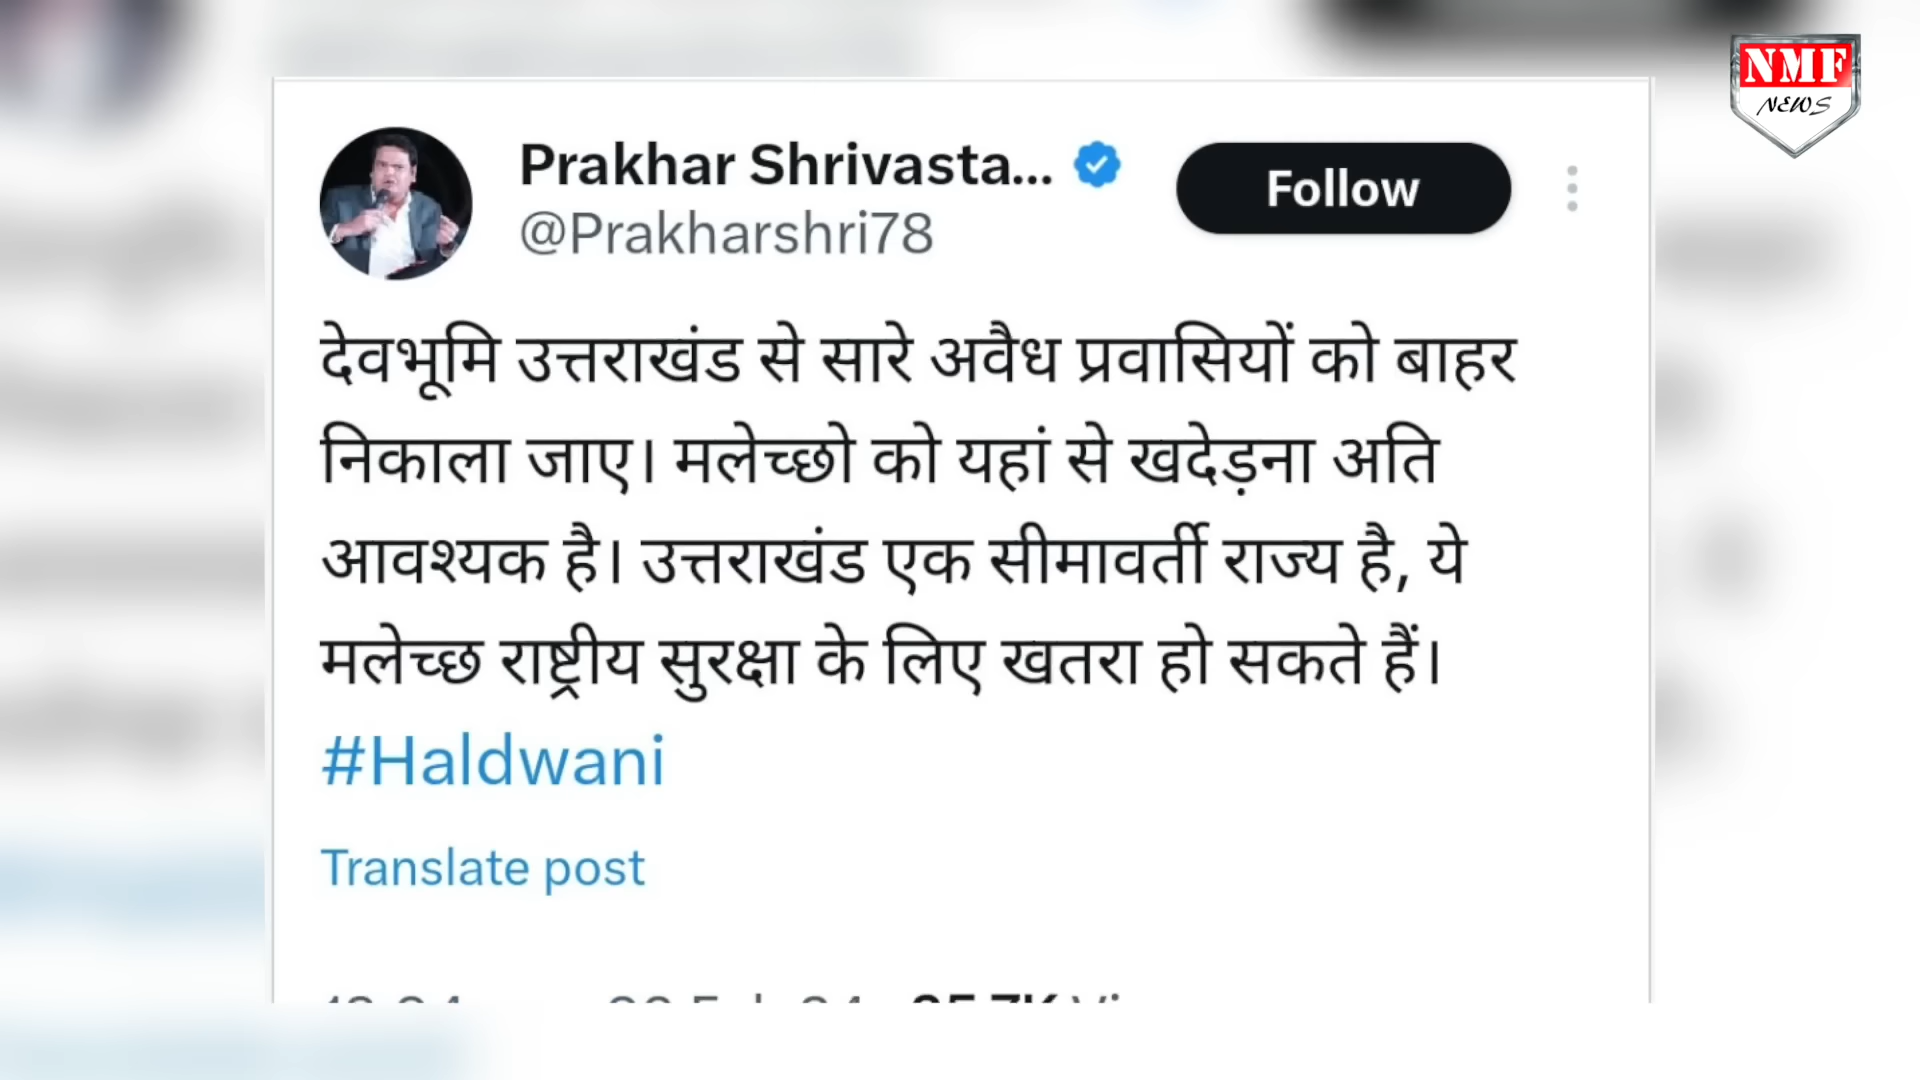 NMF
NEWS
Prakhar Shrivasta...
@Prakharshri78
Follow
देवभूमि उत्तराखंड से सारे अवैध प्रवासियों को बाहर
निकाला जाए। मलेच्छो को यहां से खदेड़ना अति
आवश्यक है। उत्तराखंड एक सीमावर्ती राज्य है, ये
मलेच्छ राष्ट्रीय सुरक्षा के लिए खतरा हो सकते हैं।
#Haldwani
Translate post